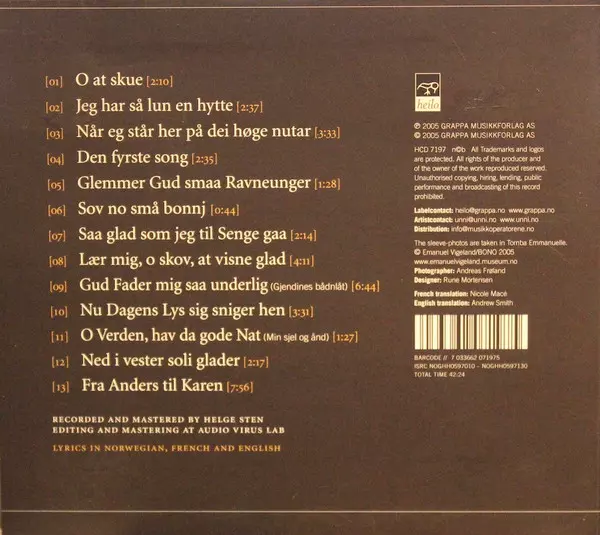 [01] O at skue [2:10]
[02] Jeg har så lun en hytte [2:37]
[03] Når eg står her på dei høge nutar [3:33]
[04] Den fyrste song [2:35]
[05] Glemmer Gud smaa Ravneunger [1:28]
[06] Sov no små bonnj [0:44]
[07] Saa glad som jeg til Senge gaa [2:14]
[08] Lær mig, o skov, at visne glad [4:11]
[09] Gud Fader mig saa underlig (Gjendines bådnlåt) [6:44]
[10] Nu Dagens Lys sig sniger hen [3:31]
[11] O Verden, hav da gode Nat (Min sjel og ånd) [1:27]
[12] Ned i vester soli glader [2:17]
[13] Fra Anders til Karen [7:56]
RECORDED AND MASTERED BY HELGE STEN
EDITING AND MASTERING AT AUDIO VIRUS LAB
LYRICS IN NORWEGIAN, FRENCH AND ENGLISH
heilo
℗ 2005 GRAPPA MUSIKKFORLAG AS
© 2005 GRAPPA MUSIKKFORLAG AS
HCD 7197 n©b All Trademarks and logos
are protected. All rights of the producer and
of the owner of the work reproduced reserved.
Unauthorised copying, hiring, lending, public
performance and broadcasting of this record
prohibited.
Labelcontact: heilo@grappa.no www.grappa.no
Artistcontact: unni@unni.no www.unni.no
Distribution: info@musikkoperatorene.no
The sleeve-photos are taken in Tomba Emmanuelle.
© Emanuel Vigeland/BONO 2005
www.emanuelvigeland.museum.no
Photographer: Andreas Frøland
Designer: Rune Mortensen
French translation: Nicole Macé
English translation: Andrew Smith
BARCODE // 7 033662 071975
ISRC NOGHH0597010 – NOGHH0597130
TOTAL TIME 42:24